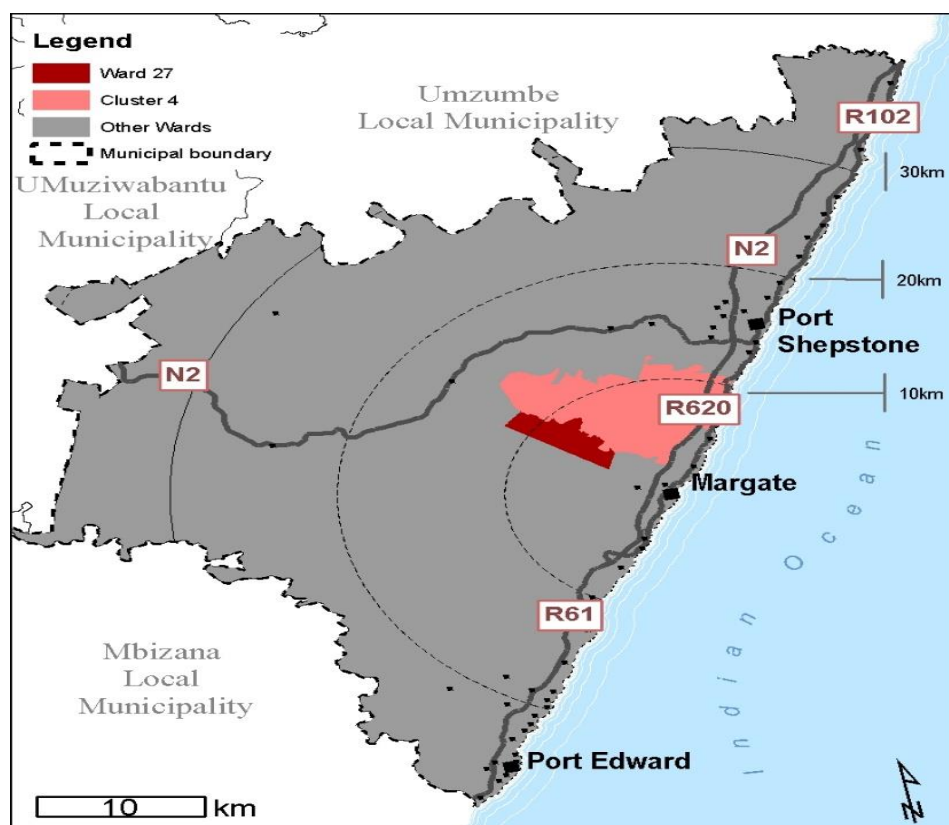 Legend
Ward 27
Cluster 4
Other Wards
Municipal boundary
Umzumbe
Local Municipality
R102
30km
UMuziwabantu
Local
Municipality
N2
20km
Port
Shepstone
N2
10km
R620
Margate
R61
Indian Ocean
Mbizana
Local
Municipality
Port Edward
10 km
N